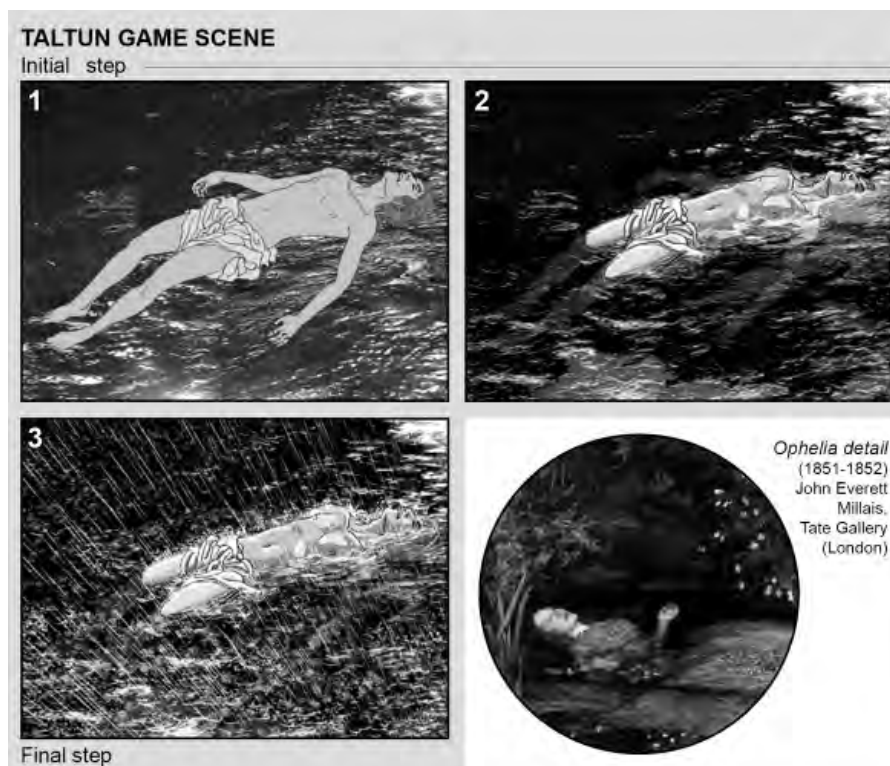 TALTUN GAME SCENE
Initial step
1
2
3
Ophelia detail
(1851-1852)
John Everett
Millais,
Tate Gallery
(London)
Final step